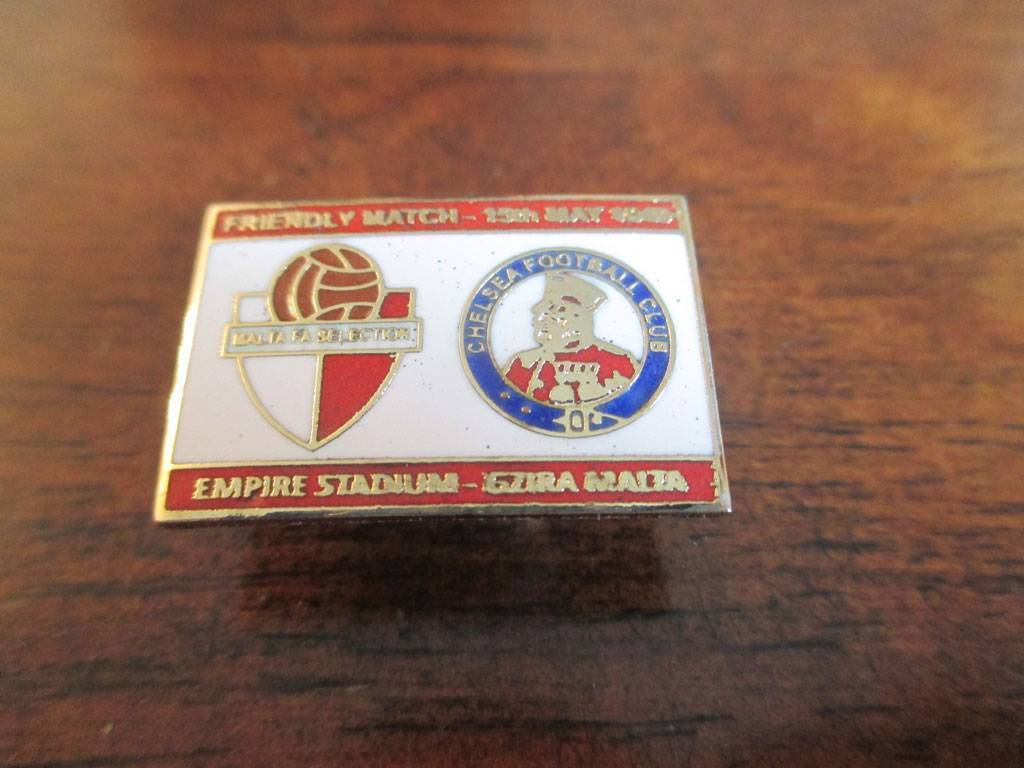 FRIENDLY MATCH - 15th MAY
MALTA FA SELECTION
CHELSEA FOOTBALL CLUB
EMPIRE STADIUM - GZIRA MALTA